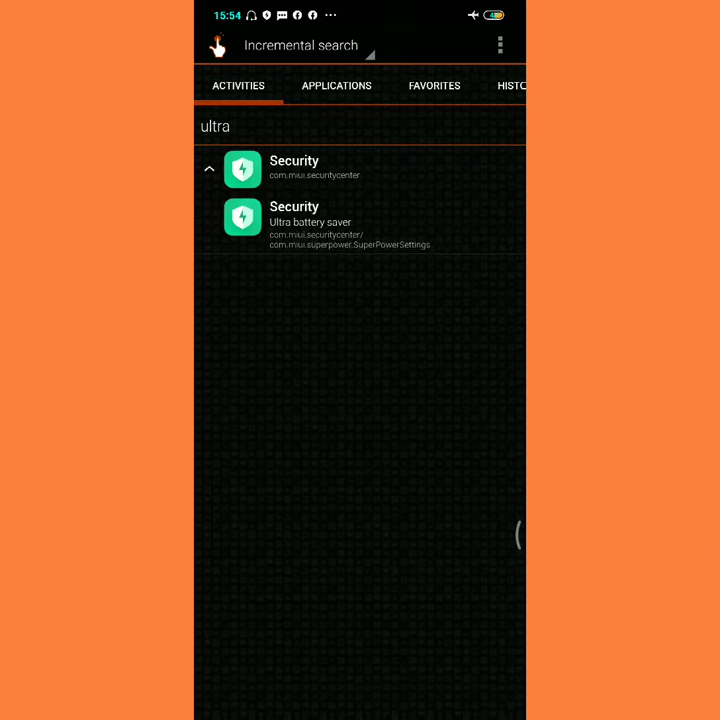 15:54
Incremental search
ACTIVITIES APPLICATIONS FAVORITES HISTO
ultra
Security
com.miui.securitycenter
Security
Ultra battery saver
com.miui.securitycenter/
com.miui.superpower.SuperPowerSettings